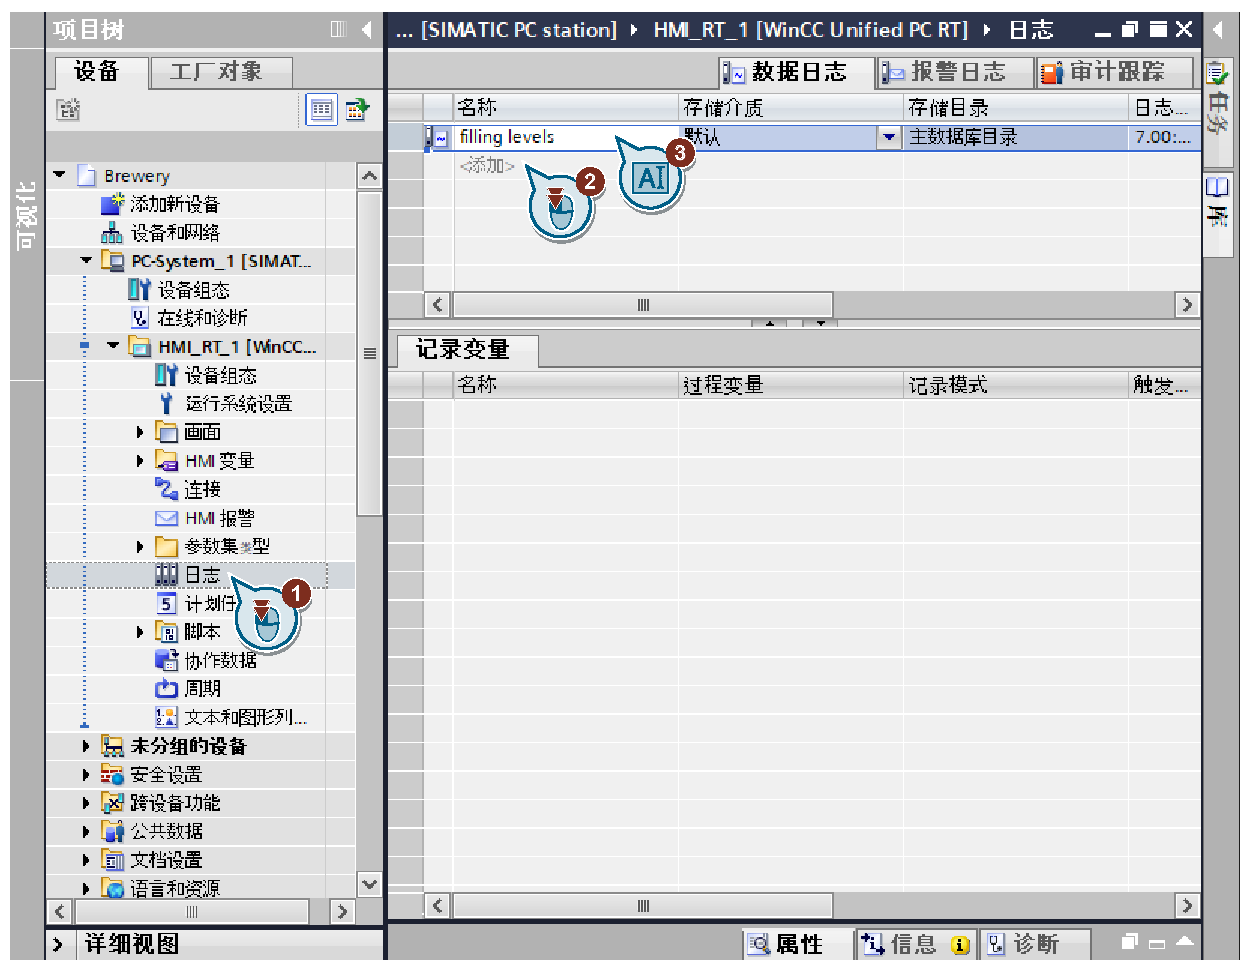 项目树
... [SIMATIC PC station] ▸ HMI_RT_1 [WinCC Unified PC RT] ▸ 日志
设备
工厂对象
数据日志
报警日志
审计跟踪
任务
库
可视化
名称 存储介质 存储目录 日志...
filling levels 默认 主数据库目录 7.00:...
<添加>
2
3
AI
Brewery
添加新设备
设备和网络
PC-System_1 [SIMAT...
设备组态
在线和诊断
HMI_RT_1 [WinCC...
设备组态
运行系统设置
画面
HMI 变量
连接
HMI 报警
参数集类型
日志
1
计划任
脚本
协作数据
周期
文本和图形列...
未分组的设备
安全设置
跨设备功能
公共数据
文档设置
语言和资源
详细视图
记录变量
名称 过程变量 记录模式 触发...
属性
信息
诊断